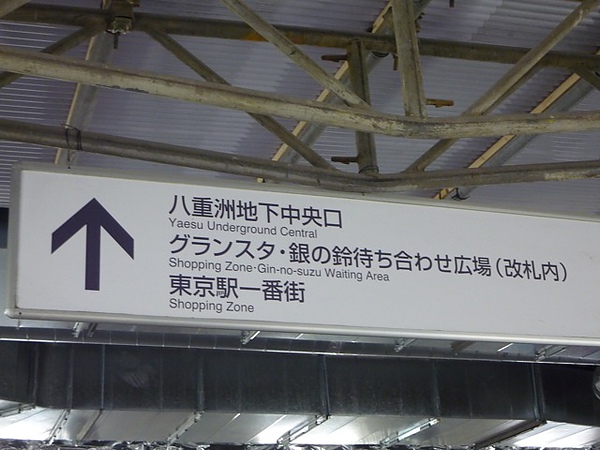 八重洲地下中央口
Yaesu Underground Central
グランスタ・銀の鈴待ち合わせ広場(改札内)
Shopping Zone·Gin-no-suzu Waiting Area
東京駅一番街
Shopping Zone